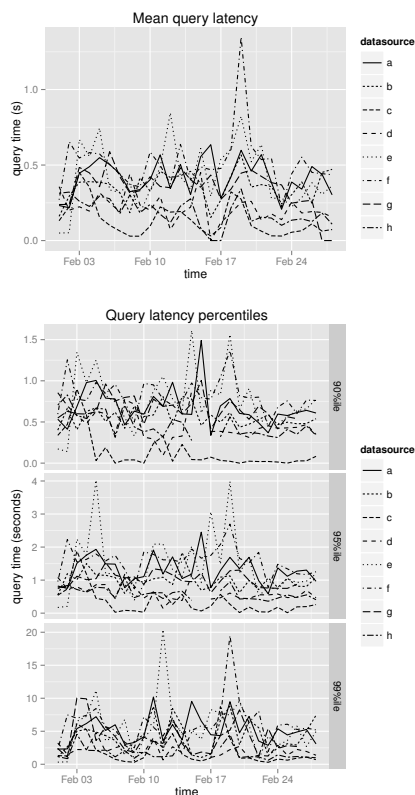 Mean query latency
query time (s)
1.0
0.5
0.0
Feb 03
Feb 10
Feb 17
Feb 24
time
datasource
a
b
c
d
e
f
g
h
Query latency percentiles
query time (seconds)
1.5
1.0
0.5
0.0
90%ile
4
3
2
1
0
95%ile
20
15
10
5
0
99%ile
Feb 03
Feb 10
Feb 17
Feb 24
time
datasource
a
b
c
d
e
f
g
h